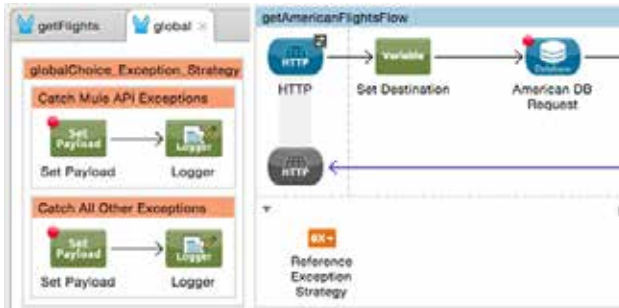 getFlights
global
globalChoice_Exception_Strategy
Catch Mule API Exceptions
Set Payload
Logger
Set Payload
Logger
Catch All Other Exceptions
Set Payload
Logger
Set Payload
Logger
getAmericanFlightsFlow
HTTP
Variable
Database
HTTP
Set Destination
American DB Request
HTTP
Reference Exception Strategy